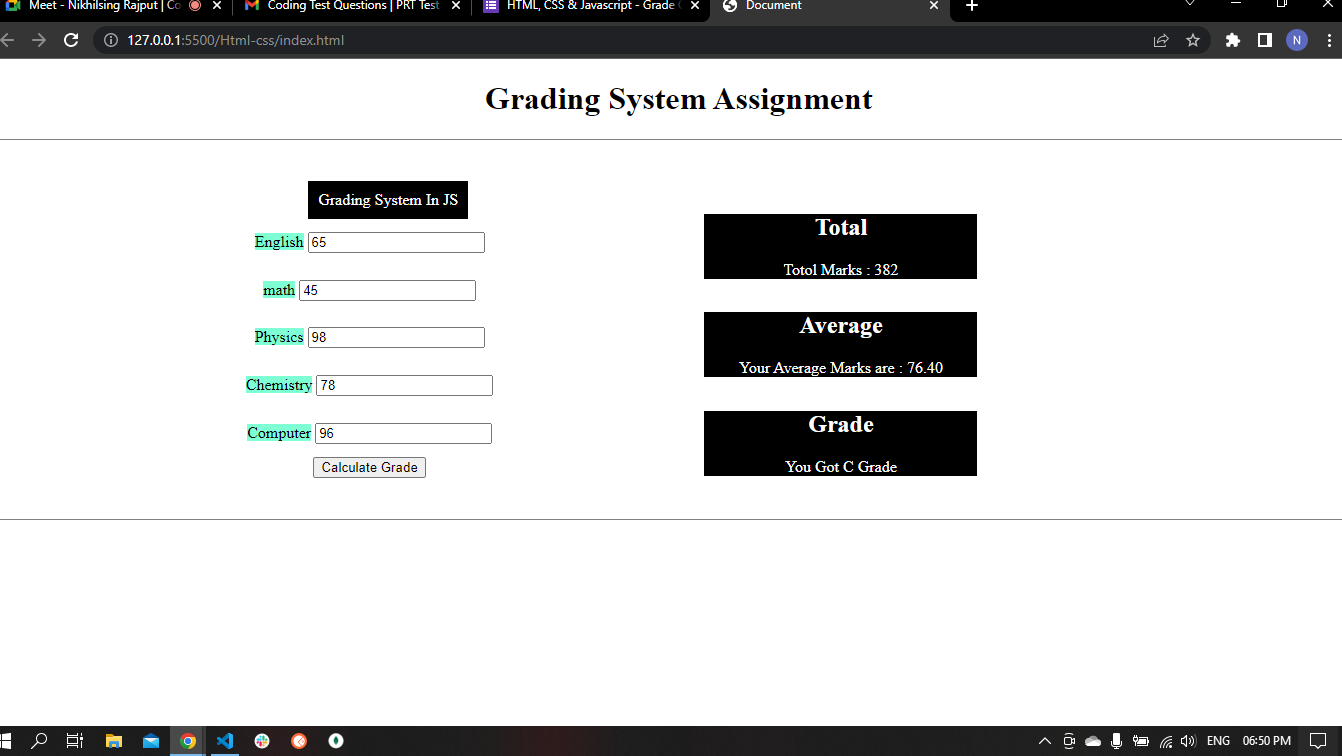 Meet - Nikhilsing Rajput | Co
Coding Test Questions | PRT Test
HTML, CSS & Javascript - Grade
Document
127.0.0.1:5500/Html-css/index.html
N
Grading System Assignment
Grading System In JS
English 65
math 45
Physics 98
Chemistry 78
Computer 96
Calculate Grade
Total
Totol Marks : 382
Average
Your Average Marks are : 76.40
Grade
You Got C Grade
ENG
06:50 PM